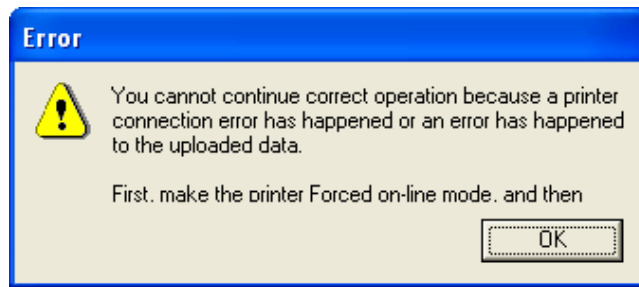 Error
You cannot continue correct operation because a printer
connection error has happened or an error has happened
to the uploaded data.
First, make the printer Forced on-line mode, and then
OK